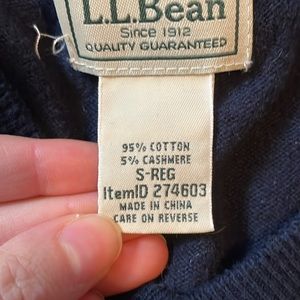 L.L.Bean
Since 1912
QUALITY GUARANTEED
95% COTTON
5% CASHMERE
S-REG
ItemID 274603
MADE IN CHINA
CARE ON REVERSE